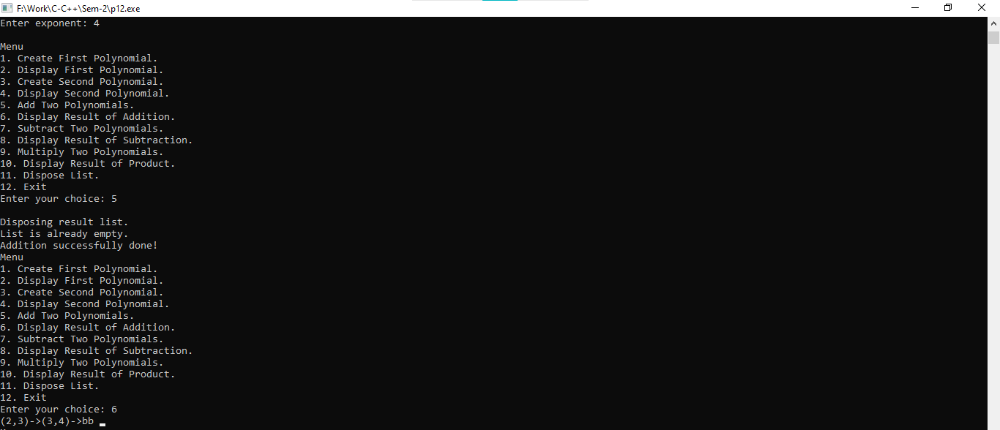 F:\Work\C-C++\Sem-2\p12.exe
Enter exponent: 4
Menu
1. Create First Polynomial.
2. Display First Polynomial.
3. Create Second Polynomial.
4. Display Second Polynomial.
5. Add Two Polynomials.
6. Display Result of Addition.
7. Subtract Two Polynomials.
8. Display Result of Subtraction.
9. Multiply Two Polynomials.
10. Display Result of Product.
11. Dispose List.
12. Exit
Enter your choice: 5
Disposing result list.
List is already empty.
Addition successfully done!
Menu
1. Create First Polynomial.
2. Display First Polynomial.
3. Create Second Polynomial.
4. Display Second Polynomial.
5. Add Two Polynomials.
6. Display Result of Addition.
7. Subtract Two Polynomials.
8. Display Result of Subtraction.
9. Multiply Two Polynomials.
10. Display Result of Product.
11. Dispose List.
12. Exit
Enter your choice: 6
(2,3)->(3,4)->bb